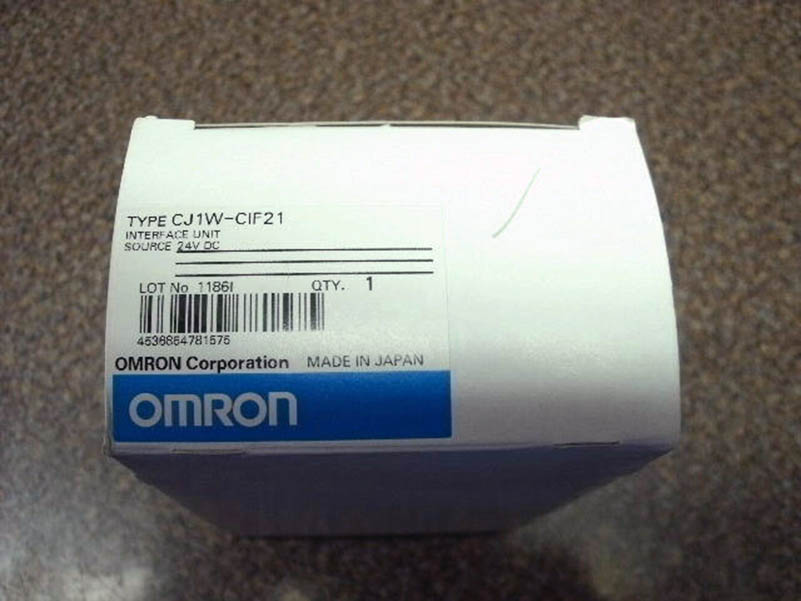 TYPE CJ1W-CIF21
INTERFACE UNIT
SOURCE 24V DC
LOT No 1186I QTY. 1
4536854781575
OMRON Corporation MADE IN JAPAN
OMRON